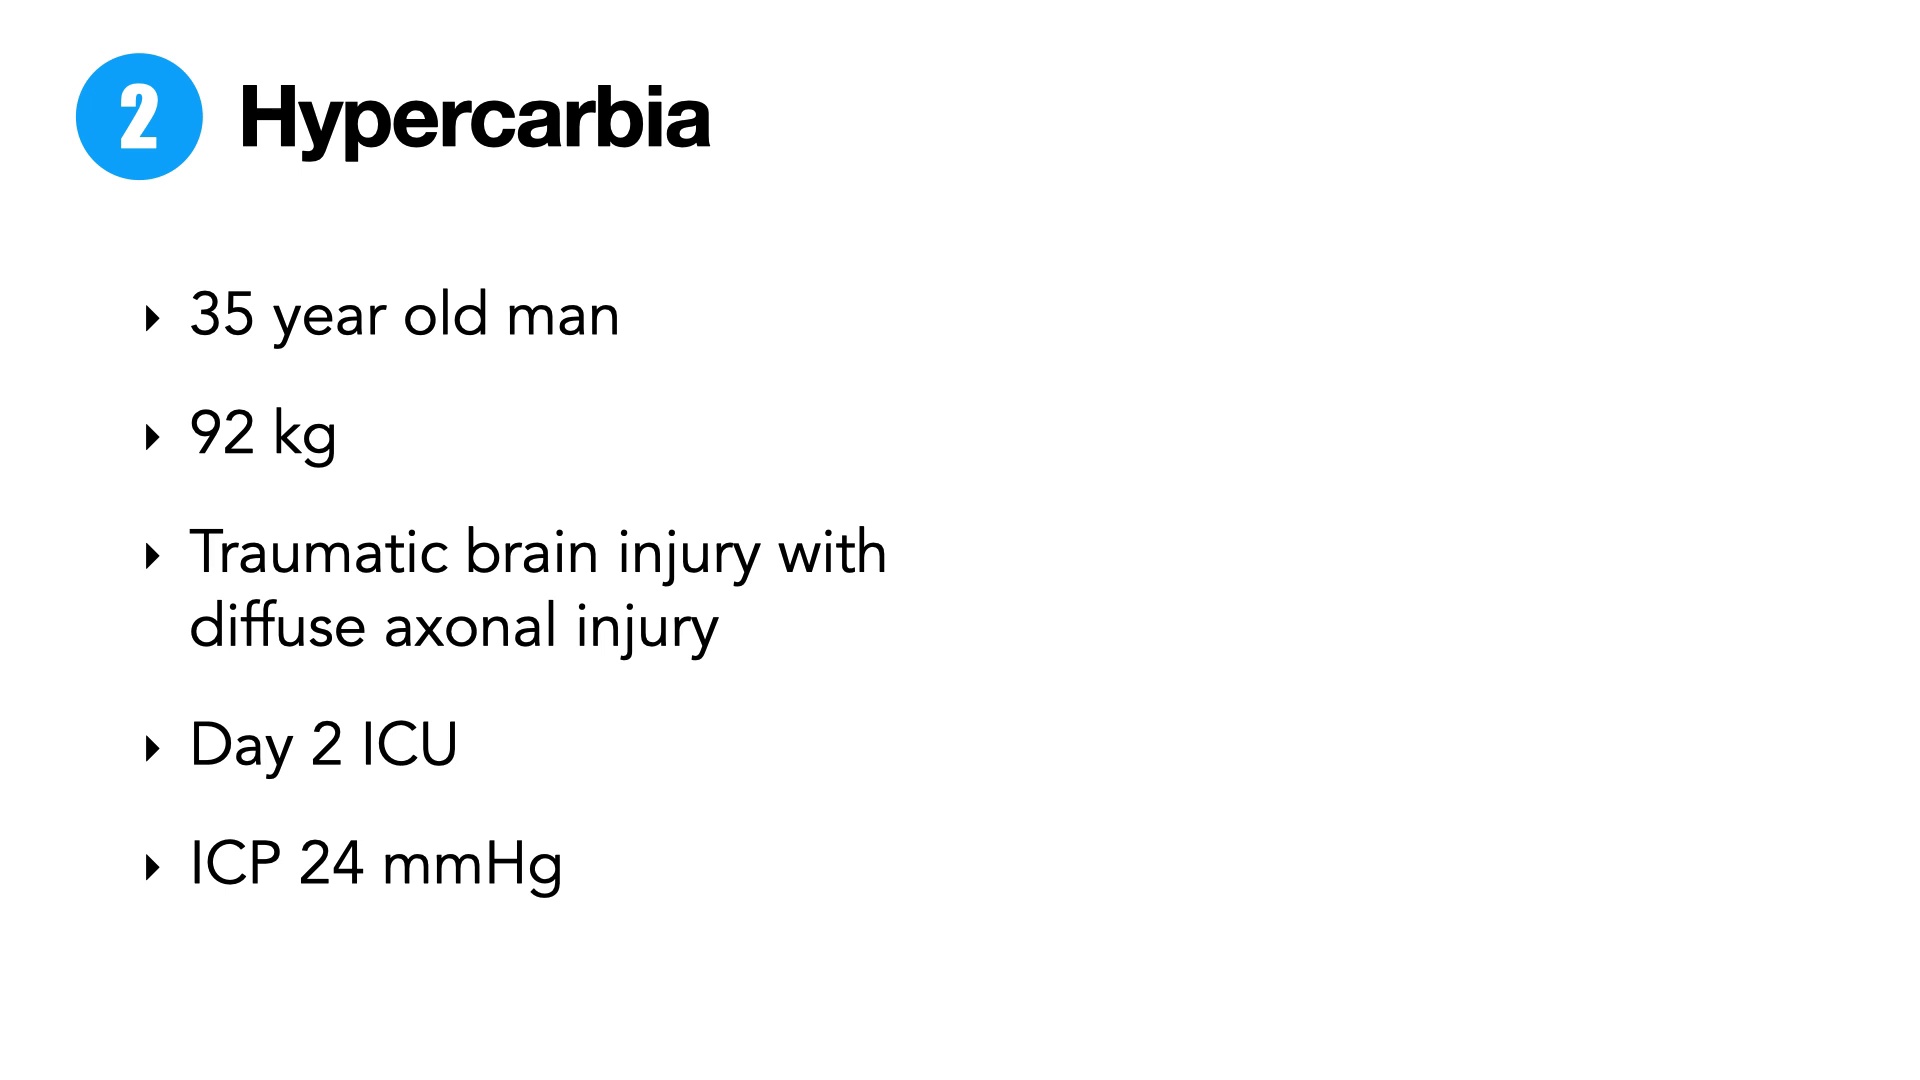 2 Hypercarbia
‣ 35 year old man
‣ 92 kg
‣ Traumatic brain injury with
diffuse axonal injury
‣ Day 2 ICU
‣ ICP 24 mmHg